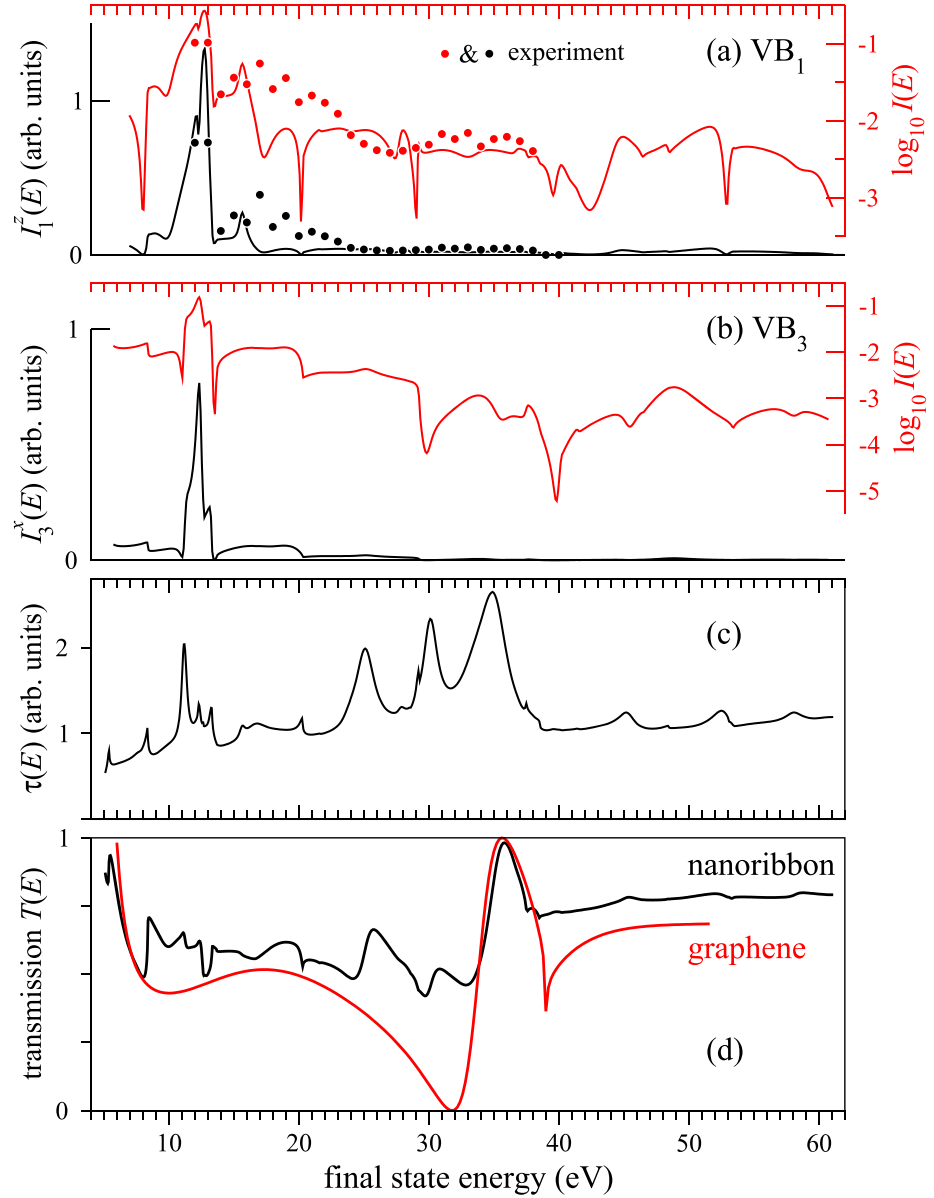 I₁ᶻ(E) (arb. units)
1
0
& experiment
(a) VB₁
-1
-2
-3
log₁₀ I(E)
I₃ˣ(E) (arb. units)
1
0
(b) VB₃
-1
-2
-3
-4
-5
log₁₀ I(E)
τ(E) (arb. units)
2
1
(c)
transmission T(E)
1
0
nanoribbon
graphene
(d)
10 20 30 40 50 60
final state energy (eV)